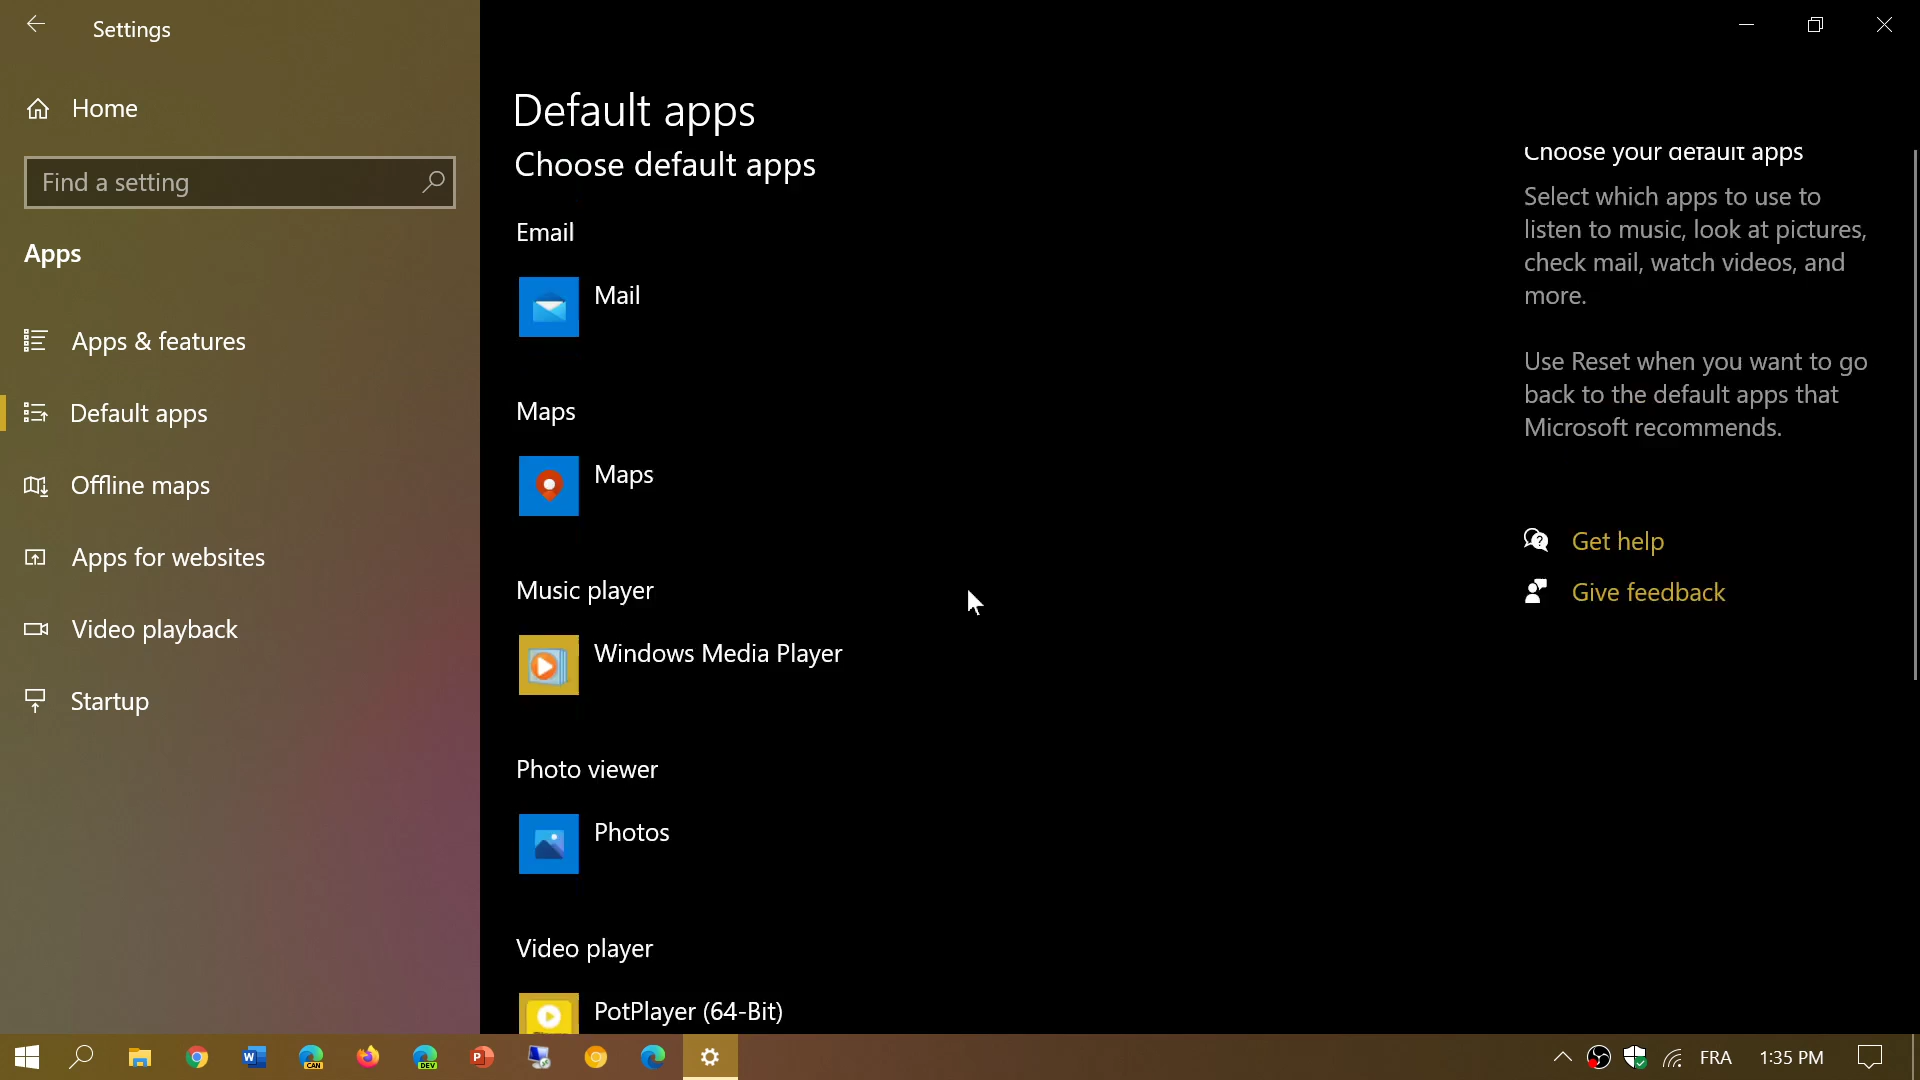 Settings
Home
Find a setting
Apps
Apps & features
Default apps
Offline maps
Apps for websites
Video playback
Startup
Default apps
Choose default apps
Email
Mail
Maps
Maps
Music player
Windows Media Player
Photo viewer
Photos
Video player
PotPlayer (64-Bit)
Choose your default apps
Select which apps to use to
listen to music, look at pictures,
check mail, watch videos, and
more.
Use Reset when you want to go
back to the default apps that
Microsoft recommends.
Get help
Give feedback
W
CAN
DEV
P
FRA
1:35 PM